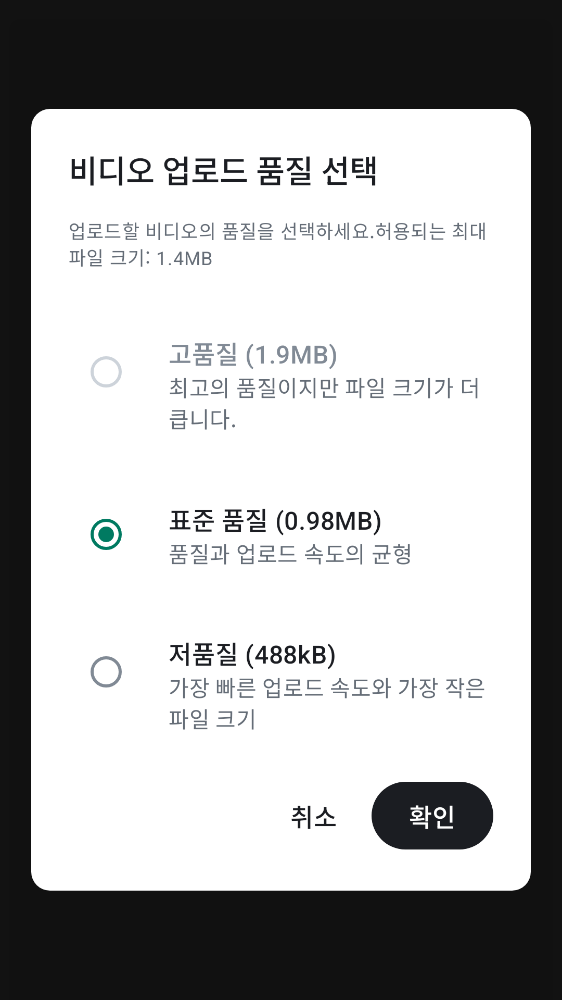 비디오 업로드 품질 선택
업로드할 비디오의 품질을 선택하세요.허용되는 최대
파일 크기: 1.4MB
고품질 (1.9MB)
최고의 품질이지만 파일 크기가 더
큽니다.
표준 품질 (0.98MB)
품질과 업로드 속도의 균형
저품질 (488kB)
가장 빠른 업로드 속도와 가장 작은
파일 크기
취소
확인